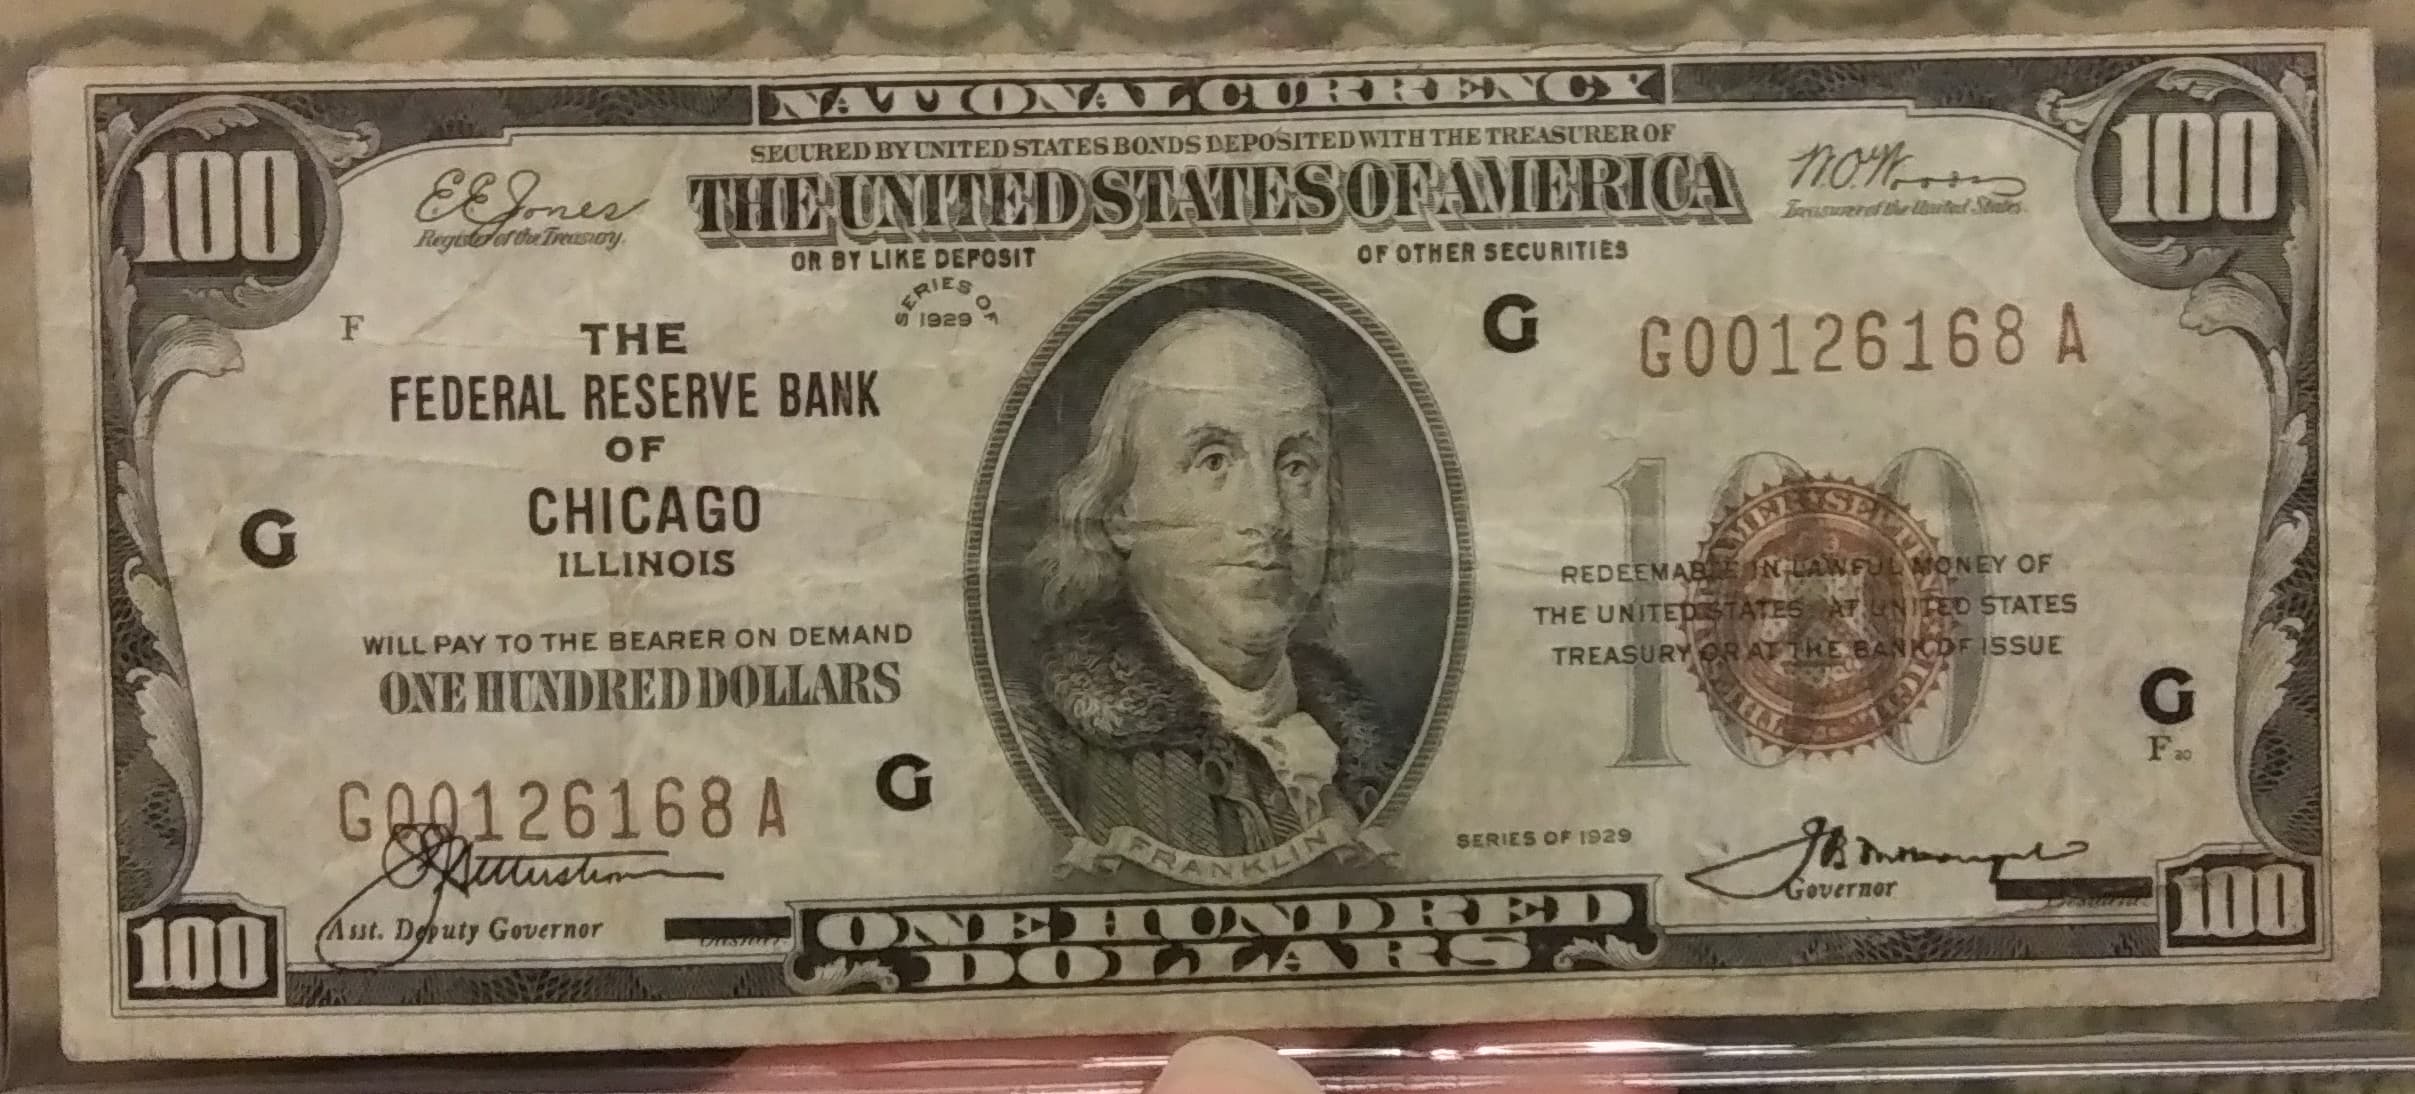 NATIONAL CURRENCY
SECURED BY UNITED STATES BONDS DEPOSITED WITH THE TREASURER OF
THE UNITED STATES OF AMERICA
OR BY LIKE DEPOSIT OF OTHER SECURITIES
100
100
E E Jones
Register of the Treasury.
W.O. Woods
Treasurer of the United States.
SERIES OF 1929
F
THE
FEDERAL RESERVE BANK
OF
CHICAGO
ILLINOIS
G
WILL PAY TO THE BEARER ON DEMAND
ONE HUNDRED DOLLARS
G00126168A
G
Asst. Deputy Governor
100
FRANKLIN
G
G00126168A
100
REDEEMABLE IN LAWFUL MONEY OF
THE UNITED STATES AT UNITED STATES
TREASURY OR AT THE BANK OF ISSUE
G
F20
SERIES OF 1929
Governor
ONE HUNDRED
DOLLARS
100